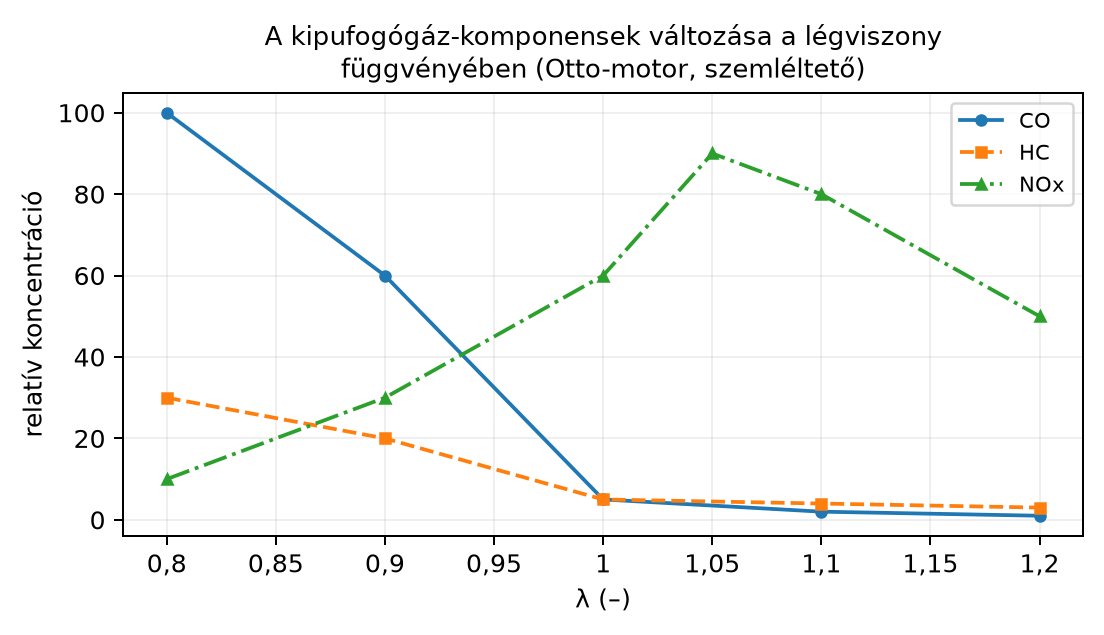 A kipufogógáz-komponensek változása a légviszony
függvényében (Otto-motor, szemléltető)
CO
HC
NOx
relatív koncentráció
100
80
60
40
20
0
0,8
0,85
0,9
0,95
1
1,05
1,1
1,15
1,2
λ (–)